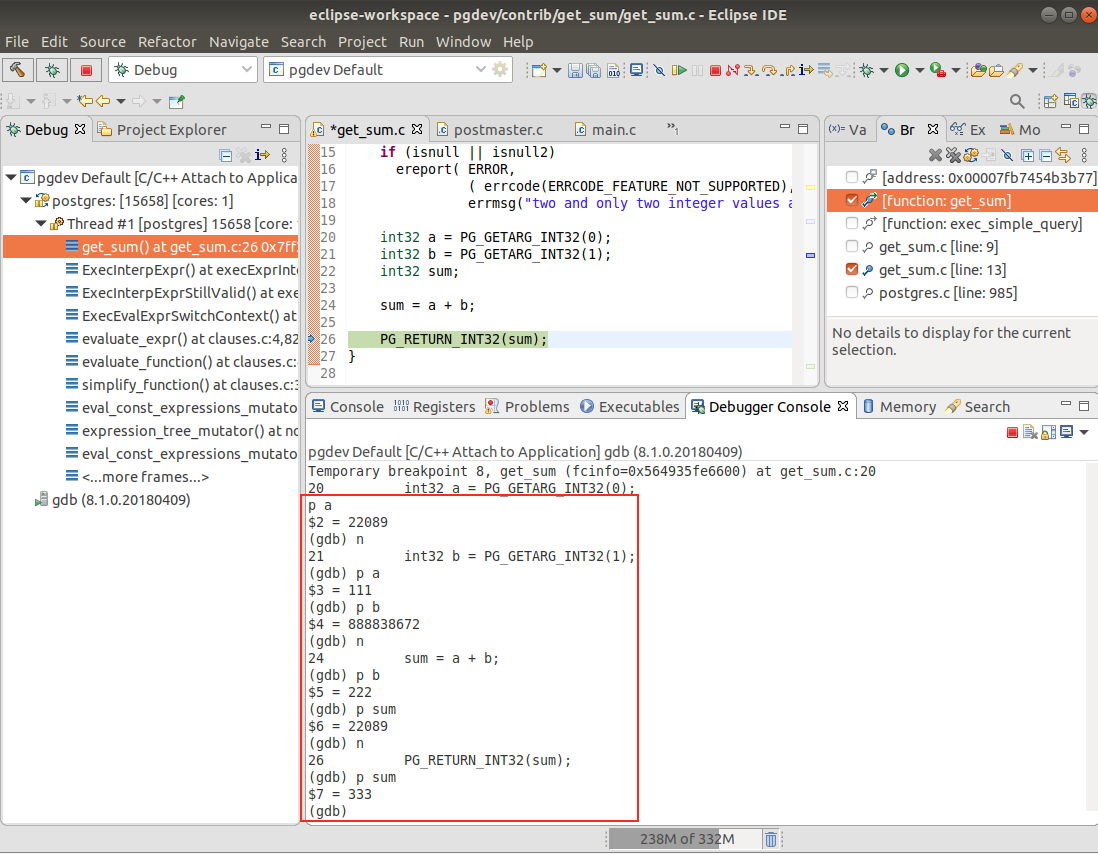 eclipse-workspace - pgdev/contrib/get_sum/get_sum.c - Eclipse IDE
File Edit Source Refactor Navigate Search Project Run Window Help
Debug
pgdev Default
Debug
Project Explorer
pgdev Default [C/C++ Attach to Applica
postgres: [15658] [cores: 1]
Thread #1 [postgres] 15658 [core:
get_sum() at get_sum.c:26 0x7ff
ExecInterpExpr() at execExprInt
ExecInterpExprStillValid() at exe
ExecEvalExprSwitchContext() at
evaluate_expr() at clauses.c:4,82
evaluate_function() at clauses.c:
simplify_function() at clauses.c:3
eval_const_expressions_mutato
expression_tree_mutator() at no
eval_const_expressions_mutato
<...more frames...>
gdb (8.1.0.20180409)
*get_sum.c
postmaster.c
main.c
»1
15 if (isnull || isnull2)
16 ereport( ERROR,
17 ( errcode(ERRCODE_FEATURE_NOT_SUPPORTED),
18 errmsg("two and only two integer values a
19
20 int32 a = PG_GETARG_INT32(0);
21 int32 b = PG_GETARG_INT32(1);
22 int32 sum;
23
24 sum = a + b;
25
26 PG_RETURN_INT32(sum);
27 }
28
(x)= Va
Br
Ex
Mo
[address: 0x00007fb7454b3b77]
[function: get_sum]
[function: exec_simple_query]
get_sum.c [line: 9]
get_sum.c [line: 13]
postgres.c [line: 985]
No details to display for the current
selection.
Console
Registers
Problems
Executables
Debugger Console
Memory
Search
pgdev Default [C/C++ Attach to Application] gdb (8.1.0.20180409)
Temporary breakpoint 8, get_sum (fcinfo=0x564935fe6600) at get_sum.c:20
20 int32 a = PG_GETARG_INT32(0);
p a
$2 = 22089
(gdb) n
21 int32 b = PG_GETARG_INT32(1);
(gdb) p a
$3 = 111
(gdb) p b
$4 = 888838672
(gdb) n
24 sum = a + b;
(gdb) p b
$5 = 222
(gdb) p sum
$6 = 22089
(gdb) n
26 PG_RETURN_INT32(sum);
(gdb) p sum
$7 = 333
(gdb)
238M of 332M